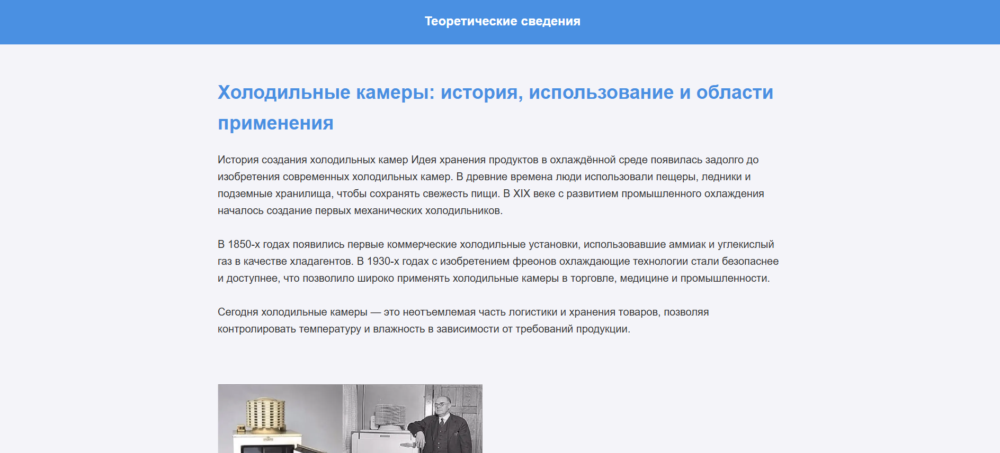 Теоретические сведения
Холодильные камеры: история, использование и области
применения
История создания холодильных камер Идея хранения продуктов в охлаждённой среде появилась задолго до
изобретения современных холодильных камер. В древние времена люди использовали пещеры, ледники и
подземные хранилища, чтобы сохранять свежесть пищи. В XIX веке с развитием промышленного охлаждения
началось создание первых механических холодильников.
В 1850-х годах появились первые коммерческие холодильные установки, использовавшие аммиак и углекислый
газ в качестве хладагентов. В 1930-х годах с изобретением фреонов охлаждающие технологии стали безопаснее
и доступнее, что позволило широко применять холодильные камеры в торговле, медицине и промышленности.
Сегодня холодильные камеры — это неотъемлемая часть логистики и хранения товаров, позволяя
контролировать температуру и влажность в зависимости от требований продукции.